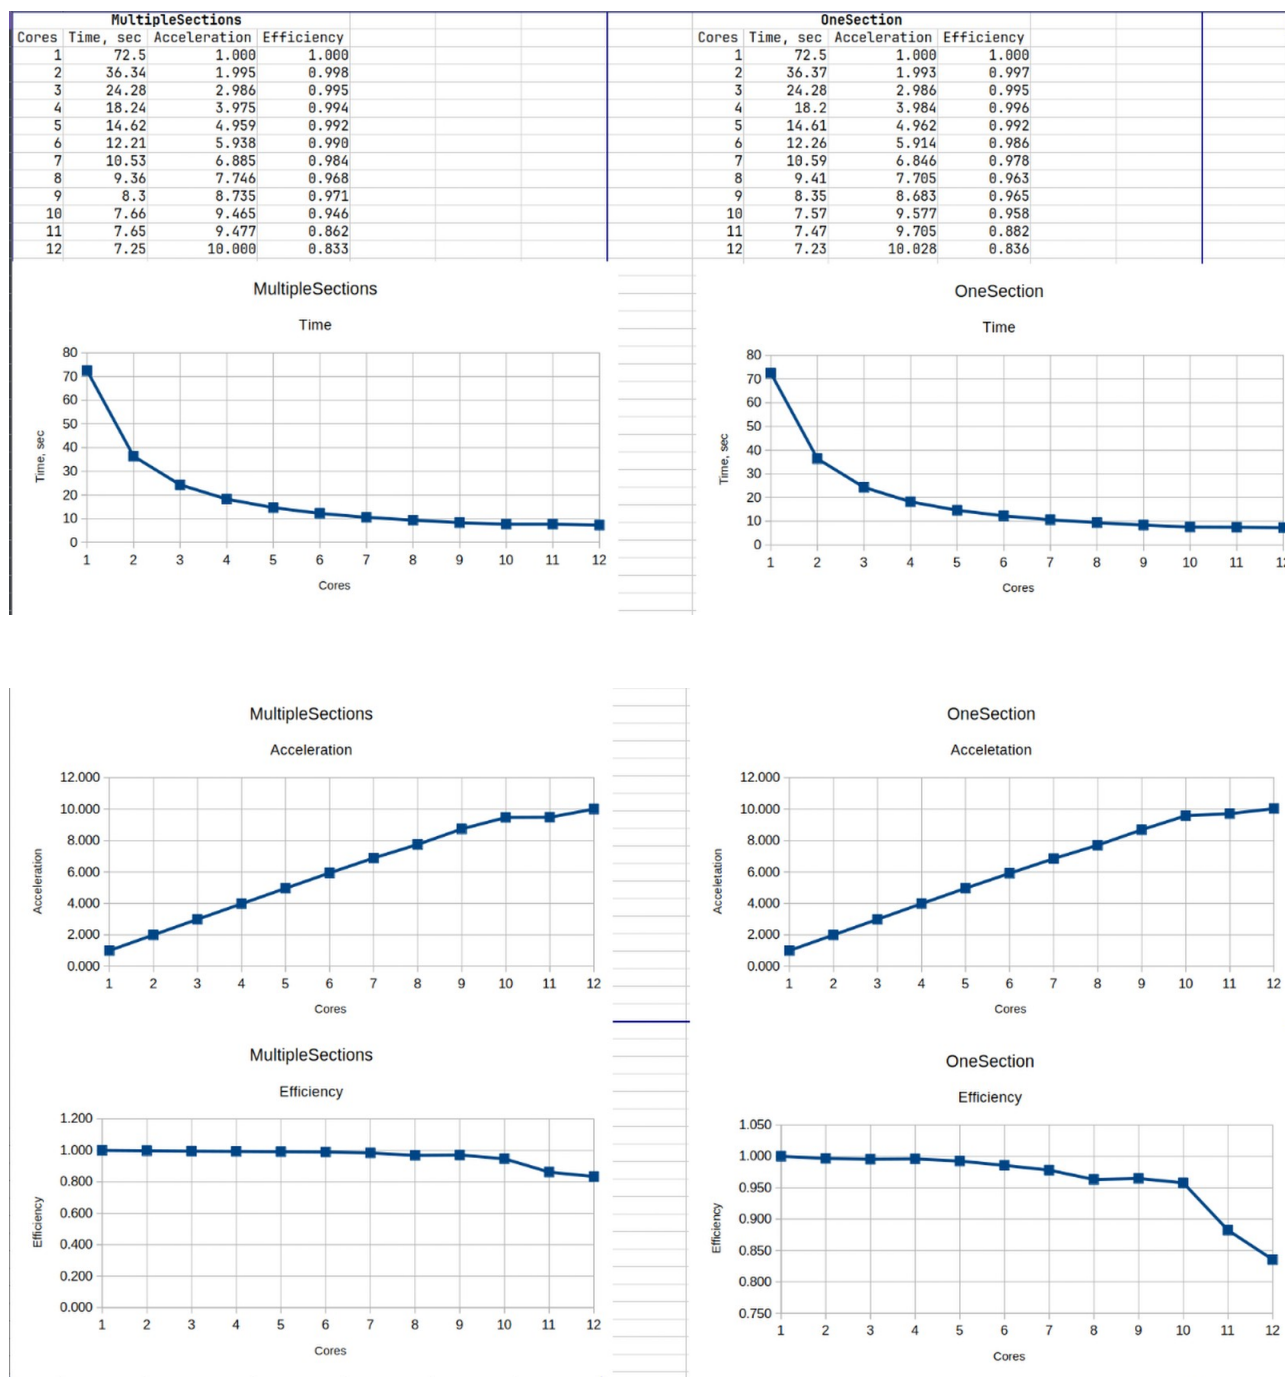 MultipleSections
Cores Time, sec Acceleration Efficiency
1 72.5 1.000 1.000
2 36.34 1.995 0.998
3 24.28 2.986 0.995
4 18.24 3.975 0.994
5 14.62 4.959 0.992
6 12.21 5.938 0.990
7 10.53 6.885 0.984
8 9.36 7.746 0.968
9 8.3 8.735 0.971
10 7.66 9.465 0.946
11 7.65 9.477 0.862
12 7.25 10.000 0.833
OneSection
Cores Time, sec Acceleration Efficiency
1 72.5 1.000 1.000
2 36.37 1.993 0.997
3 24.28 2.986 0.995
4 18.2 3.984 0.996
5 14.61 4.962 0.992
6 12.26 5.914 0.986
7 10.59 6.846 0.978
8 9.41 7.705 0.963
9 8.35 8.683 0.965
10 7.57 9.577 0.958
11 7.47 9.705 0.882
12 7.23 10.028 0.836
MultipleSections
Time
Time, sec
80
70
60
50
40
30
20
10
0
1 2 3 4 5 6 7 8 9 10 11 12
Cores
OneSection
Time
Time, sec
80
70
60
50
40
30
20
10
0
1 2 3 4 5 6 7 8 9 10 11 12
Cores
MultipleSections
Acceleration
Acceleration
12.000
10.000
8.000
6.000
4.000
2.000
0.000
1 2 3 4 5 6 7 8 9 10 11 12
Cores
OneSection
Acceletation
Acceletation
12.000
10.000
8.000
6.000
4.000
2.000
0.000
1 2 3 4 5 6 7 8 9 10 11 12
Cores
MultipleSections
Efficiency
Efficiency
1.200
1.000
0.800
0.600
0.400
0.200
0.000
1 2 3 4 5 6 7 8 9 10 11 12
Cores
OneSection
Efficiency
Efficiency
1.050
1.000
0.950
0.900
0.850
0.800
0.750
1 2 3 4 5 6 7 8 9 10 11 12
Cores